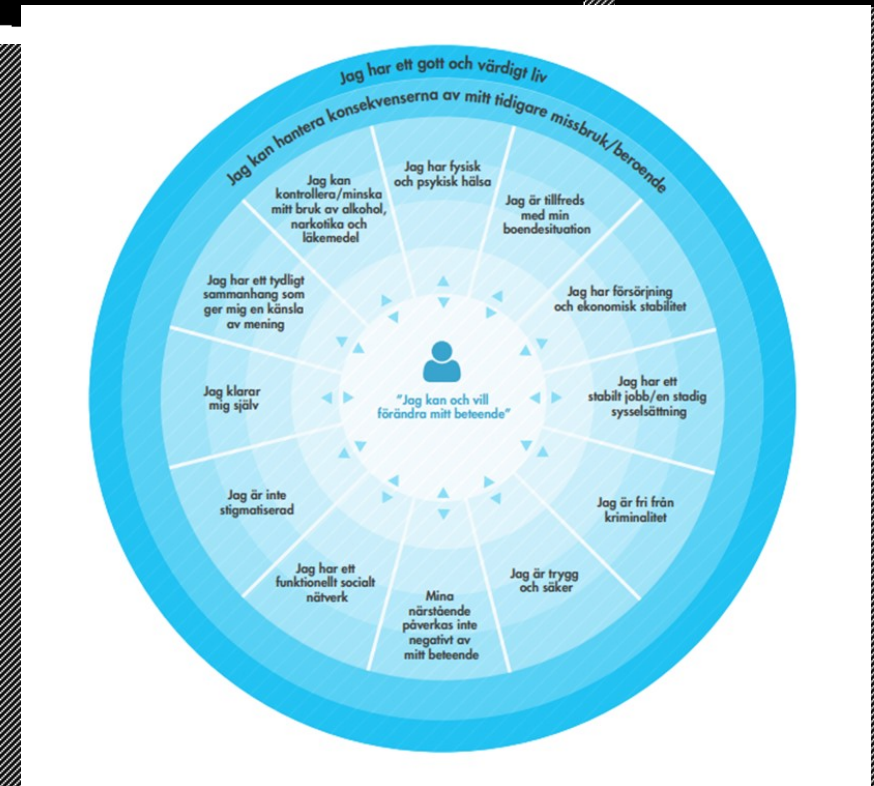 Jag har ett gott och värdigt liv
Jag kan hantera konsekvenserna av mitt tidigare missbruk/beroende
Jag har fysisk
och psykisk hälsa
Jag är tillfreds
med min
boendesituation
Jag har försörjning
och ekonomisk stabilitet
Jag har ett
stabilt jobb/en stadig
sysselsättning
Jag är fri från
kriminalitet
Jag är trygg
och säker
Mina
närstående
påverkas inte
negativt av
mitt beteende
Jag har ett
funktionellt socialt
nätverk
Jag är inte
stigmatiserad
Jag klarar
mig själv
Jag har ett tydligt
sammanhang som
ger mig en känsla
av mening
Jag kan
kontrollera/minska
mitt bruk av alkohol,
narkotika och
läkemedel
”Jag kan och vill
förändra mitt beteende”